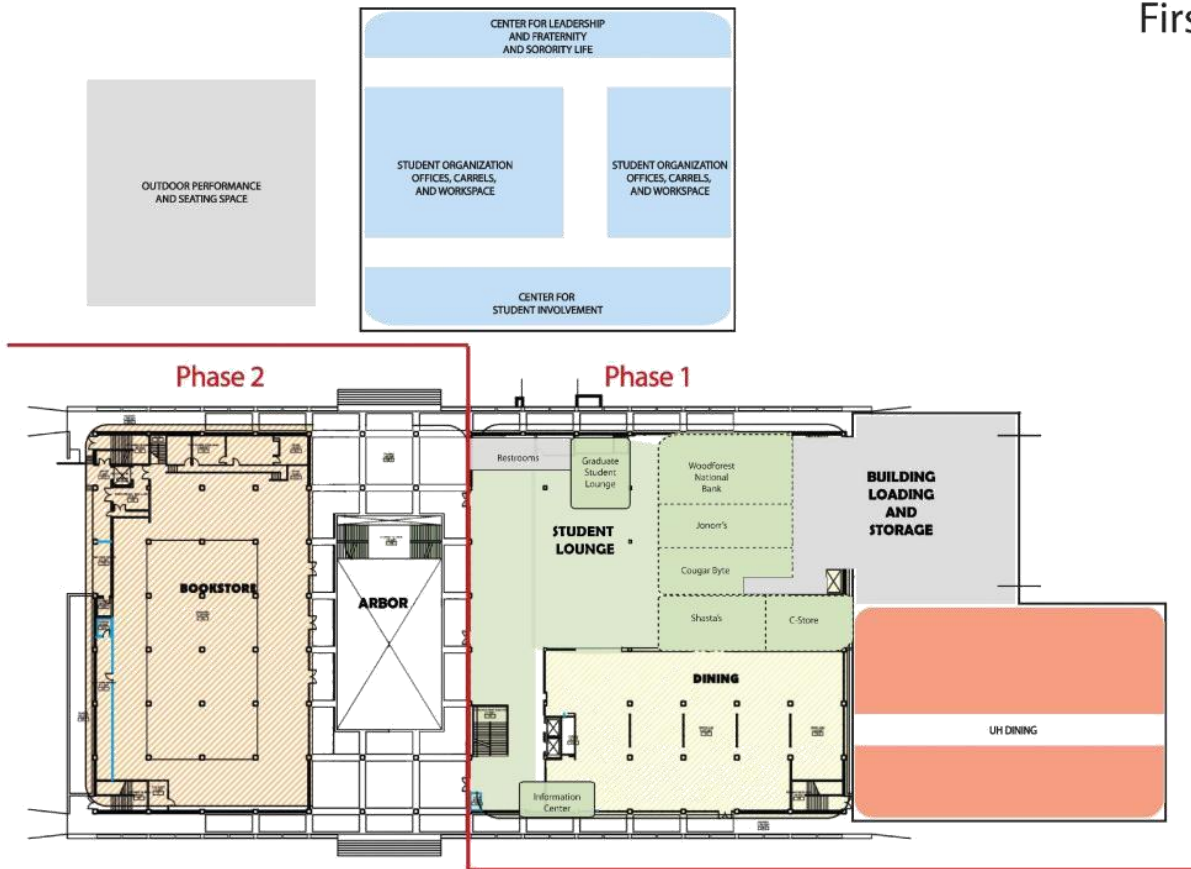 Firs
CENTER FOR LEADERSHIP
AND FRATERNITY
AND SORORITY LIFE
OUTDOOR PERFORMANCE
AND SEATING SPACE
STUDENT ORGANIZATION
OFFICES, CARRELS,
AND WORKSPACE
STUDENT ORGANIZATION
OFFICES, CARRELS,
AND WORKSPACE
CENTER FOR
STUDENT INVOLVEMENT
Phase 2
Phase 1
Restrooms
Graduate
Student
Lounge
Woodforest
National
Bank
BUILDING
LOADING
AND
STORAGE
STUDENT
LOUNGE
Jonorr's
Cougar Byte
BOOKSTORE
ARBOR
Shasta's
C-Store
DINING
UH DINING
Information
Center